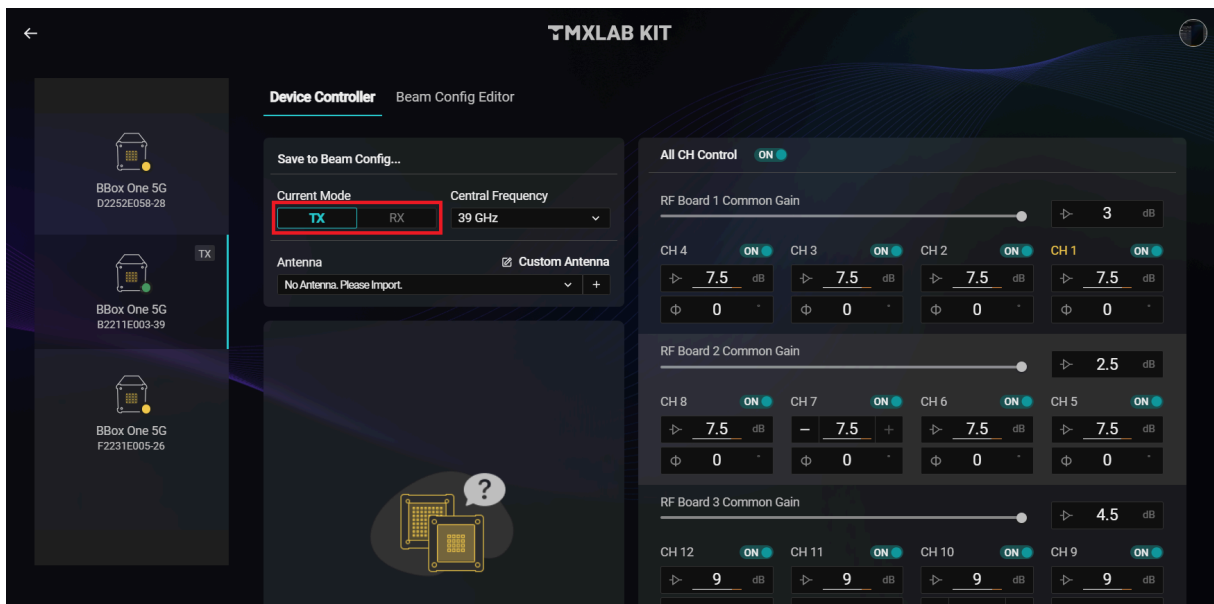 TMXLAB KIT
Device Controller Beam Config Editor
BBox One 5G
D2252E058-28
TX
BBox One 5G
B2211E003-39
BBox One 5G
F2231E005-26
Save to Beam Config...
Current Mode Central Frequency
TX RX 39 GHz
Antenna Custom Antenna
No Antenna. Please Import. +
?
All CH Control ON
RF Board 1 Common Gain
3 dB
CH 4 ON CH 3 ON CH 2 ON CH 1 ON
7.5 dB 7.5 dB 7.5 dB 7.5 dB
Φ 0 ° Φ 0 ° Φ 0 ° Φ 0 °
RF Board 2 Common Gain
2.5 dB
CH 8 ON CH 7 ON CH 6 ON CH 5 ON
7.5 dB − 7.5 + 7.5 dB 7.5 dB
Φ 0 ° Φ 0 ° Φ 0 ° Φ 0 °
RF Board 3 Common Gain
4.5 dB
CH 12 ON CH 11 ON CH 10 ON CH 9 ON
9 dB 9 dB 9 dB 9 dB